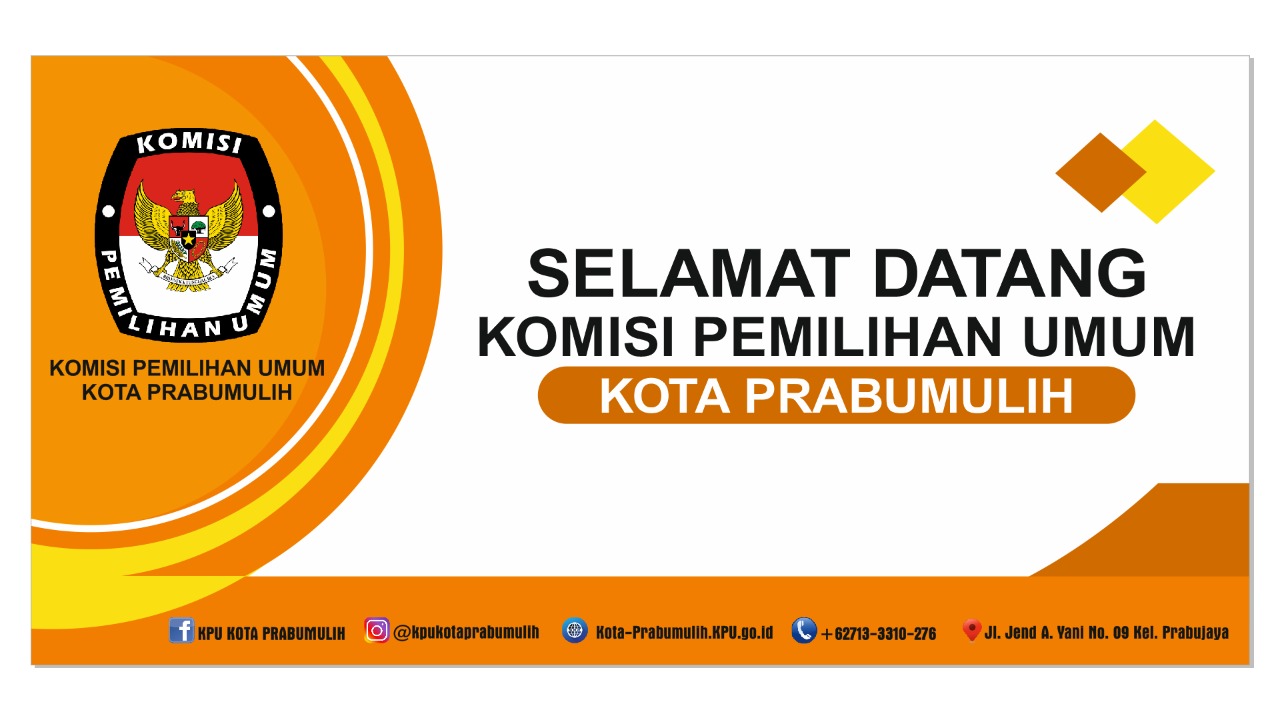 KOMISI
PEMILIHAN UMUM
KOMISI PEMILIHAN UMUM
KOTA PRABUMULIH
SELAMAT DATANG
KOMISI PEMILIHAN UMUM
KOTA PRABUMULIH
KPU KOTA PRABUMULIH
@kpukotaprabumulih
Kota-Prabumulih.KPU.go.id
+62713-3310-276
Jl. Jend A. Yani No. 09 Kel. Prabujaya